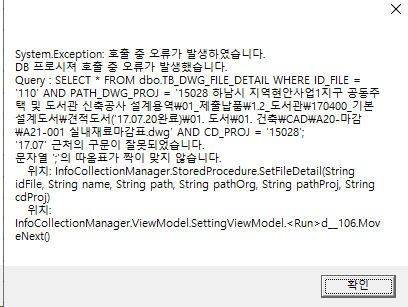 System.Exception: 호출 중 오류가 발생하였습니다.
DB 프로시져 호출 중 오류가 발생했습니다.
Query : SELECT * FROM dbo.TB_DWG_FILE_DETAIL WHERE ID_FILE =
'110' AND PATH_DWG_PROJ = '15028 하남시 지역현안사업1지구 공동주
택 및 도서관 신축공사 설계용역₩01_제출납품₩1.2_도서관₩170400_기본
설계도서₩견적도서('17.07.20완료)₩01. 도서₩01. 건축₩CAD₩A20-마감
₩A21-001 실내재료마감표.dwg' AND CD_PROJ = '15028';
'17.07' 근처의 구문이 잘못되었습니다.
문자열 ';'의 따옴표가 짝이 맞지 않습니다.
위치: InfoCollectionManager.StoredProcedure.SetFileDetail(String
idFile, String name, String path, String pathOrg, String pathProj, String
cdProj)
위치:
InfoCollectionManager.ViewModel.SettingViewModel.<Run>d__106.Mov
eNext()
확인